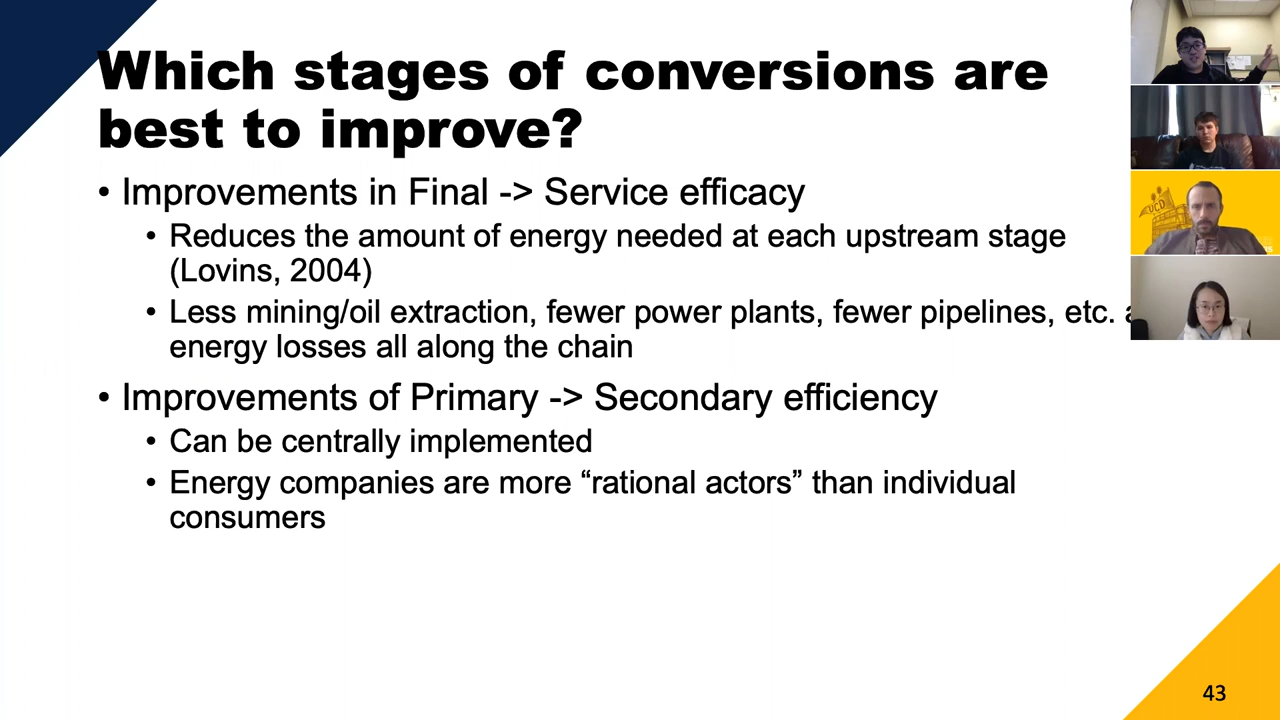 Which stages of conversions are
best to improve?
• Improvements in Final -> Service efficacy
• Reduces the amount of energy needed at each upstream stage
(Lovins, 2004)
• Less mining/oil extraction, fewer power plants, fewer pipelines, etc.
energy losses all along the chain
• Improvements of Primary -> Secondary efficiency
• Can be centrally implemented
• Energy companies are more “rational actors” than individual
consumers
UCD
43